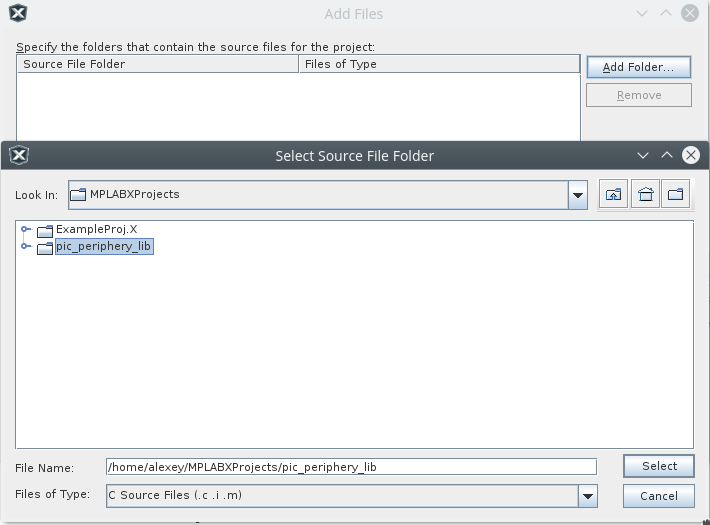 Add Files
Specify the folders that contain the source files for the project:
Source File Folder Files of Type
Add Folder...
Remove
Select Source File Folder
Look In: MPLABXProjects
ExampleProj.X
pic_periphery_lib
File Name: /home/alexey/MPLABXProjects/pic_periphery_lib
Select
Files of Type: C Source Files (.c .i .m)
Cancel